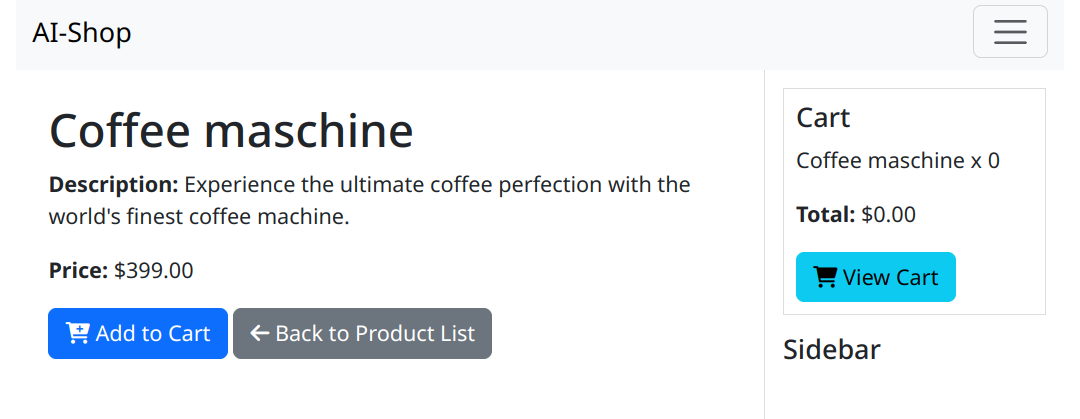 AI-Shop
Coffee maschine
Description: Experience the ultimate coffee perfection with the
world's finest coffee machine.
Price: $399.00
Add to Cart
Back to Product List
Cart
Coffee maschine x 0
Total: $0.00
View Cart
Sidebar